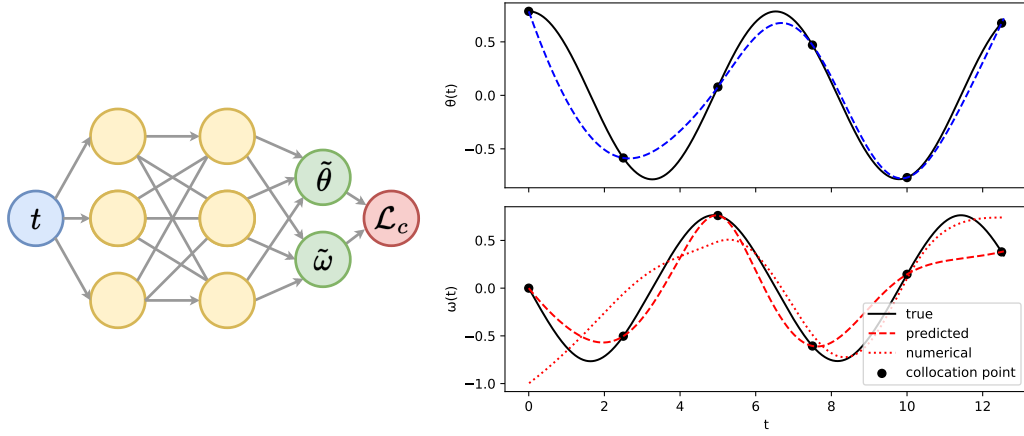 t
θ̃
ω̃
𝓛c
θ(t)
0.5
0.0
−0.5
ω(t)
0.5
0.0
−0.5
−1.0
0
2
4
6
8
10
12
t
true
predicted
numerical
collocation point